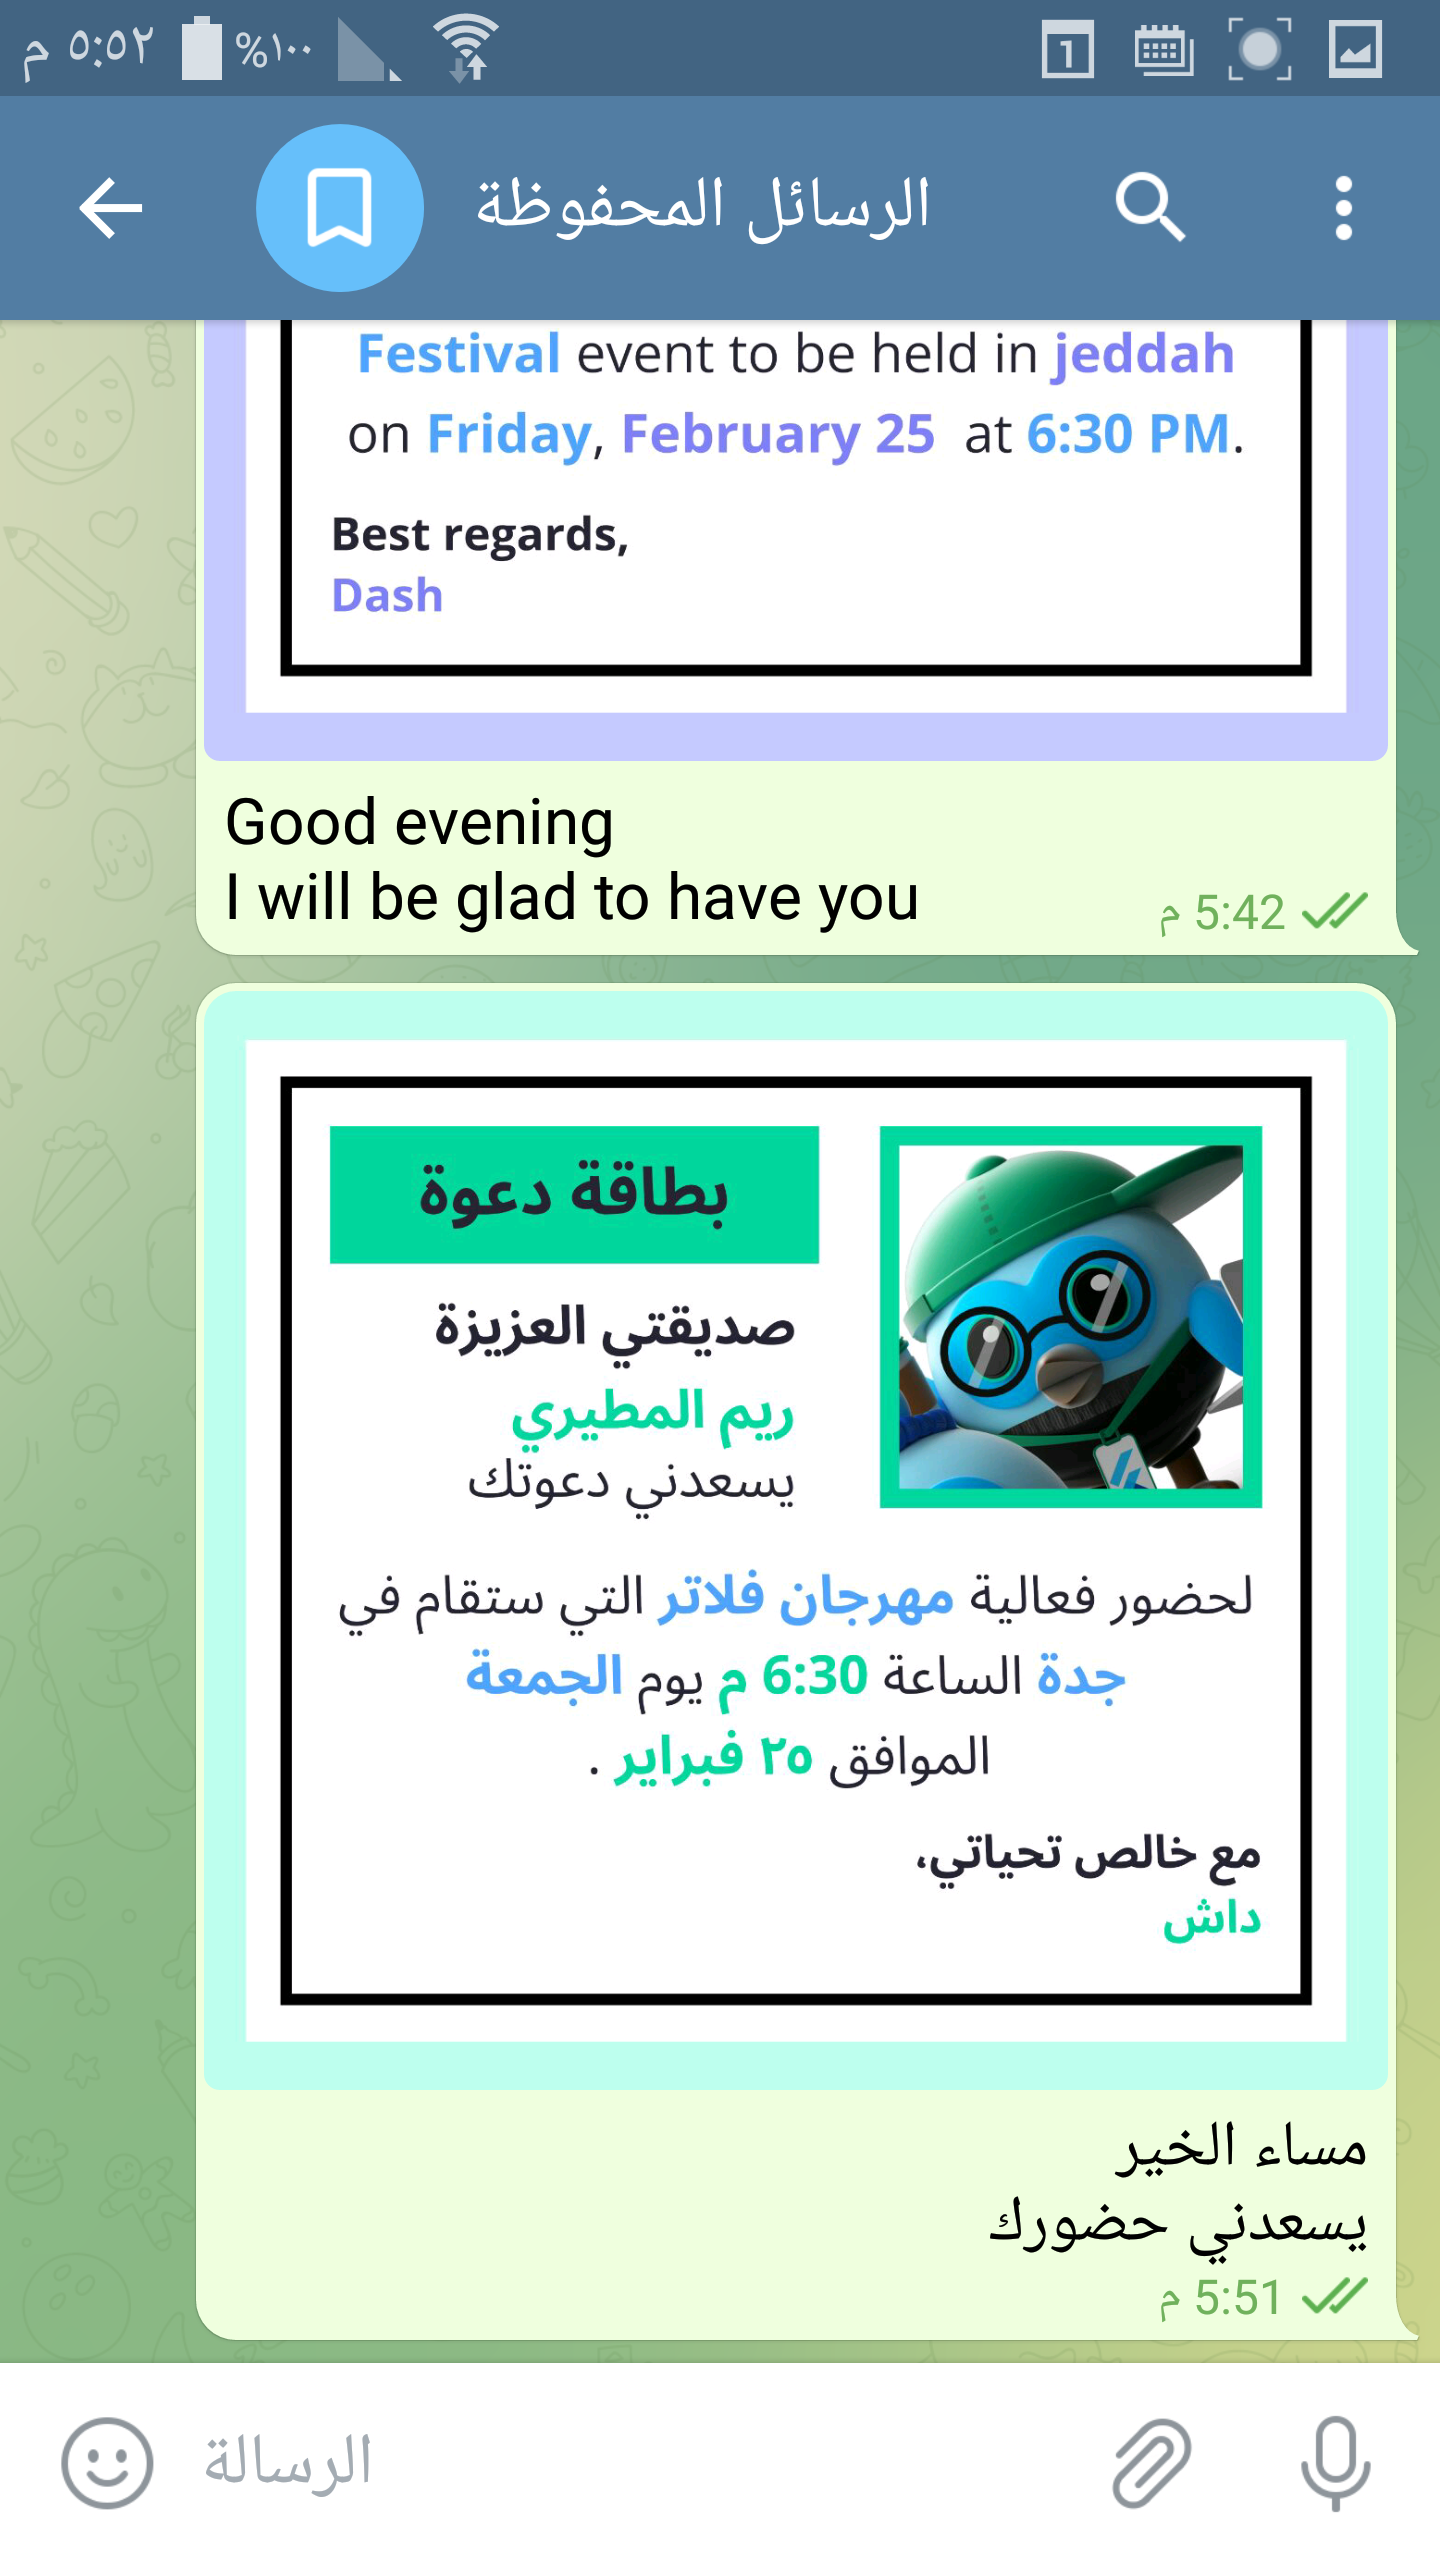 ٥:٥٢ م
%١٠٠
1
الرسائل المحفوظة
Festival event to be held in jeddah
on Friday, February 25 at 6:30 PM.
Best regards,
Dash
Good evening
I will be glad to have you
5:42 م
بطاقة دعوة
صديقتي العزيزة
ريم المطيري
يسعدني دعوتك
لحضور فعالية مهرجان فلاتر التي ستقام في
جدة الساعة 6:30 م يوم الجمعة
الموافق ٢٥ فبراير .
مع خالص تحياتي،
داش
مساء الخير
يسعدني حضورك
5:51 م
الرسالة